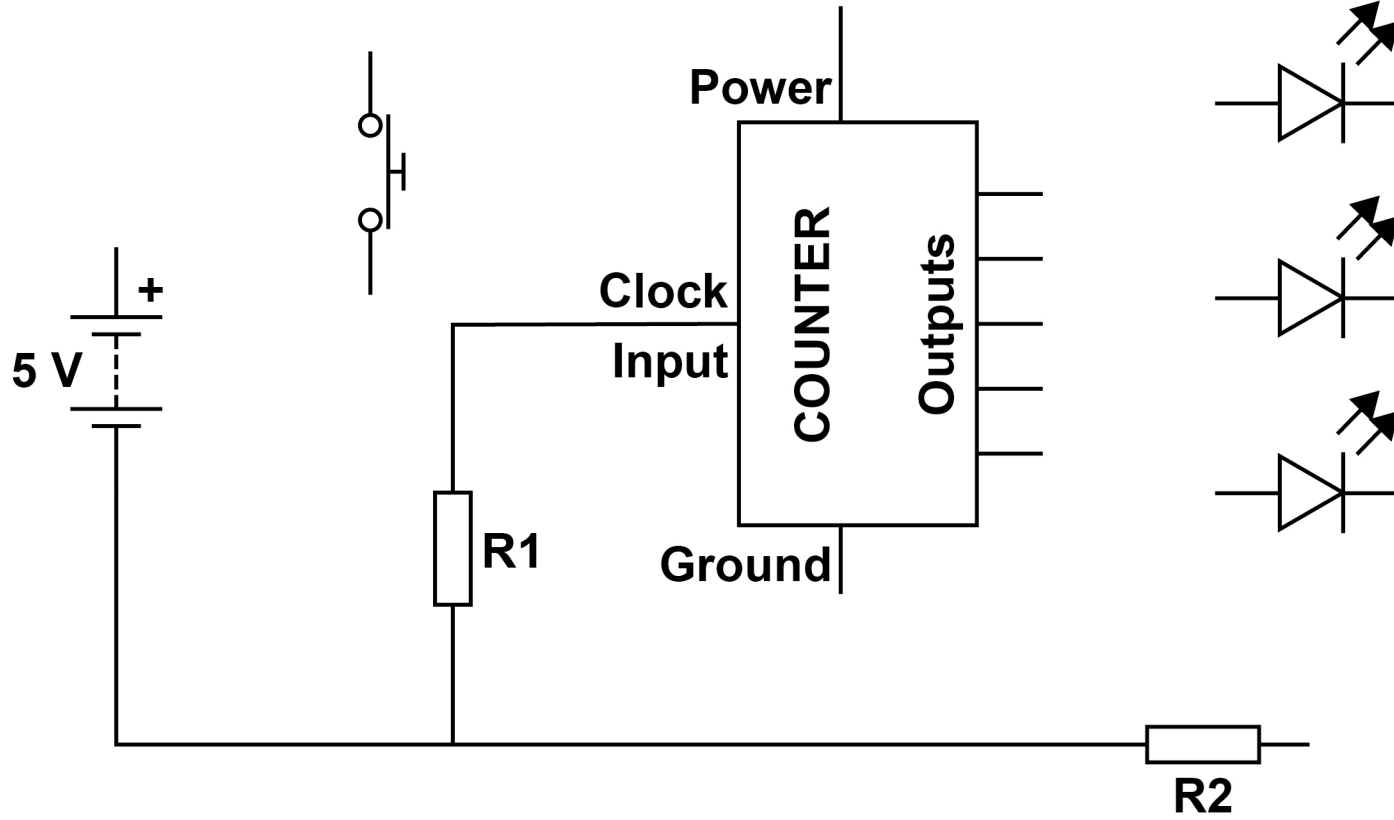 Power
+
5 V
Clock
Input
COUNTER
Outputs
R1
Ground
R2